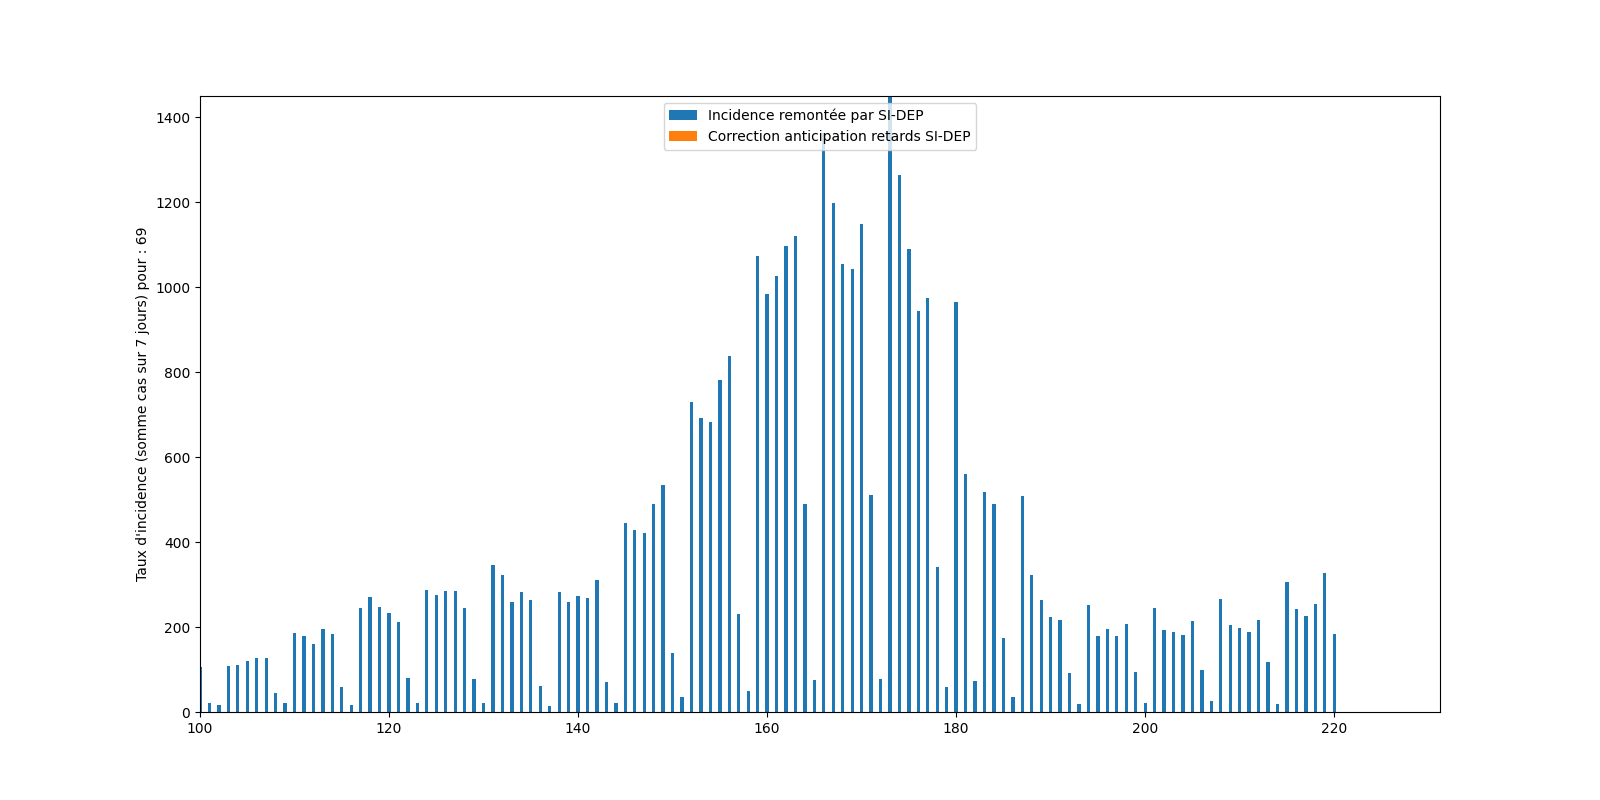 Incidence remontée par SI-DEP
Correction anticipation retards SI-DEP
Taux d'incidence (somme cas sur 7 jours) pour : 69
1400
1200
1000
800
600
400
200
0
100 120 140 160 180 200 220